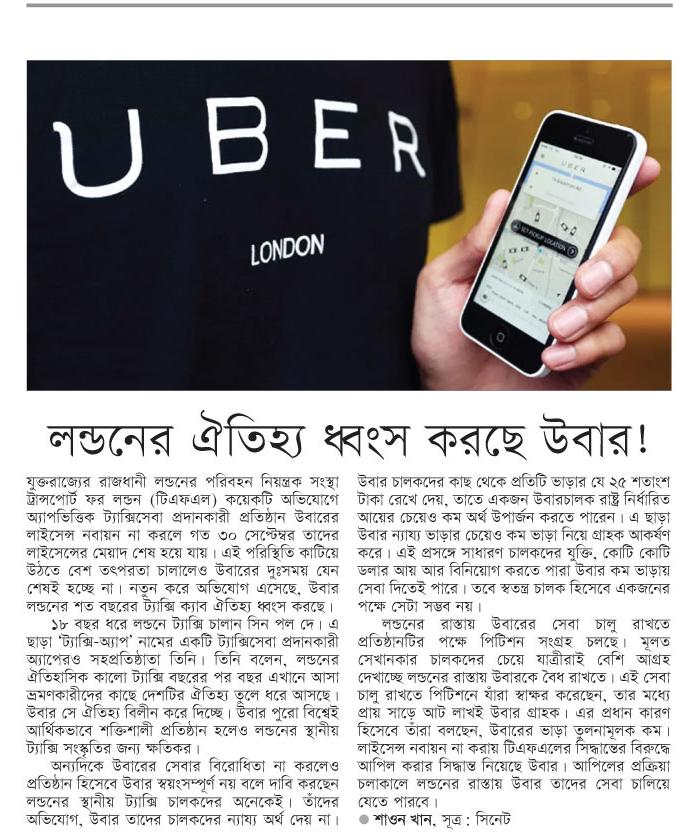 UBER
LONDON
UBER
SET PICKUP LOCATION
লন্ডনের ঐতিহ্য ধ্বংস করছে উবার!
যুক্তরাজ্যের রাজধানী লন্ডনের পরিবহন নিয়ন্ত্রক সংস্থা
ট্রান্সপোর্ট ফর লন্ডন (টিএফএল) কয়েকটি অভিযোগে
অ্যাপভিত্তিক ট্যাক্সিসেবা প্রদানকারী প্রতিষ্ঠান উবারের
লাইসেন্স নবায়ন না করলে গত ৩০ সেপ্টেম্বর তাদের
লাইসেন্সের মেয়াদ শেষ হয়ে যায়। এই পরিস্থিতি কাটিয়ে
উঠতে বেশ তৎপরতা চালালেও উবারের দুঃসময় যেন
শেষই হচ্ছে না। নতুন করে অভিযোগ এসেছে, উবার
লন্ডনের শত বছরের ট্যাক্সি ক্যাব ঐতিহ্য ধ্বংস করছে।
১৮ বছর ধরে লন্ডনে ট্যাক্সি চালান সিন পল দে। এ
ছাড়া ‘ট্যাক্সি-অ্যাপ’ নামের একটি ট্যাক্সিসেবা প্রদানকারী
অ্যাপেরও সহপ্রতিষ্ঠাতা তিনি। তিনি বলেন, লন্ডনের
ঐতিহাসিক কালো ট্যাক্সি বছরের পর বছর এখানে আসা
ভ্রমণকারীদের কাছে দেশটির ঐতিহ্য তুলে ধরে আসছে।
উবার সে ঐতিহ্য বিলীন করে দিচ্ছে। উবার পুরো বিশ্বেই
আর্থিকভাবে শক্তিশালী প্রতিষ্ঠান হলেও লন্ডনের স্থানীয়
ট্যাক্সি সংস্কৃতির জন্য ক্ষতিকর।
অন্যদিকে উবারের সেবার বিরোধিতা না করলেও
প্রতিষ্ঠান হিসেবে উবার স্বয়ংসম্পূর্ণ নয় বলে দাবি করছেন
লন্ডনের স্থানীয় ট্যাক্সি চালকদের অনেকেই। তাঁদের
অভিযোগ, উবার তাদের চালকদের ন্যায্য অর্থ দেয় না।
উবার চালকদের কাছ থেকে প্রতিটি ভাড়ার যে ২৫ শতাংশ
টাকা রেখে দেয়, তাতে একজন উবারচালক রাষ্ট্র নির্ধারিত
আয়ের চেয়েও কম অর্থ উপার্জন করতে পারেন। এ ছাড়া
উবার ন্যায্য ভাড়ার চেয়েও কম ভাড়া নিয়ে গ্রাহক আকর্ষণ
করে। এই প্রসঙ্গে সাধারণ চালকদের যুক্তি, কোটি কোটি
ডলার আয় আর বিনিয়োগ করতে পারা উবার কম ভাড়ায়
সেবা দিতেই পারে। তবে স্বতন্ত্র চালক হিসেবে একজনের
পক্ষে সেটা সম্ভব নয়।
লন্ডনের রাস্তায় উবারের সেবা চালু রাখতে
প্রতিষ্ঠানটির পক্ষে পিটিশন সংগ্রহ চলছে। মূলত
সেখানকার চালকদের চেয়ে যাত্রীরাই বেশি আগ্রহ
দেখাচ্ছে লন্ডনের রাস্তায় উবারকে বৈধ রাখতে। এই সেবা
চালু রাখতে পিটিশনে যাঁরা স্বাক্ষর করেছেন, তার মধ্যে
প্রায় সাড়ে আট লাখই উবার গ্রাহক। এর প্রধান কারণ
হিসেবে তাঁরা বলছেন, উবারের ভাড়া তুলনামূলক কম।
লাইসেন্স নবায়ন না করায় টিএফএলের সিদ্ধান্তের বিরুদ্ধে
আপিল করার সিদ্ধান্ত নিয়েছে উবার। আপিলের প্রক্রিয়া
চলাকালে লন্ডনের রাস্তায় উবার তাদের সেবা চালিয়ে
যেতে পারবে।
● শাওন খান, সূত্র : সিনেট